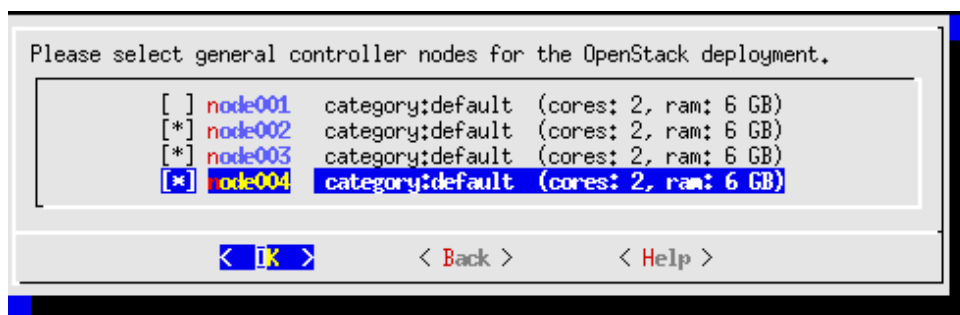 Please select general controller nodes for the OpenStack deployment.
[ ] node001 category:default (cores: 2, ram: 6 GB)
[*] node002 category:default (cores: 2, ram: 6 GB)
[*] node003 category:default (cores: 2, ram: 6 GB)
[*] node004 category:default (cores: 2, ram: 6 GB)
< OK > < Back > < Help >